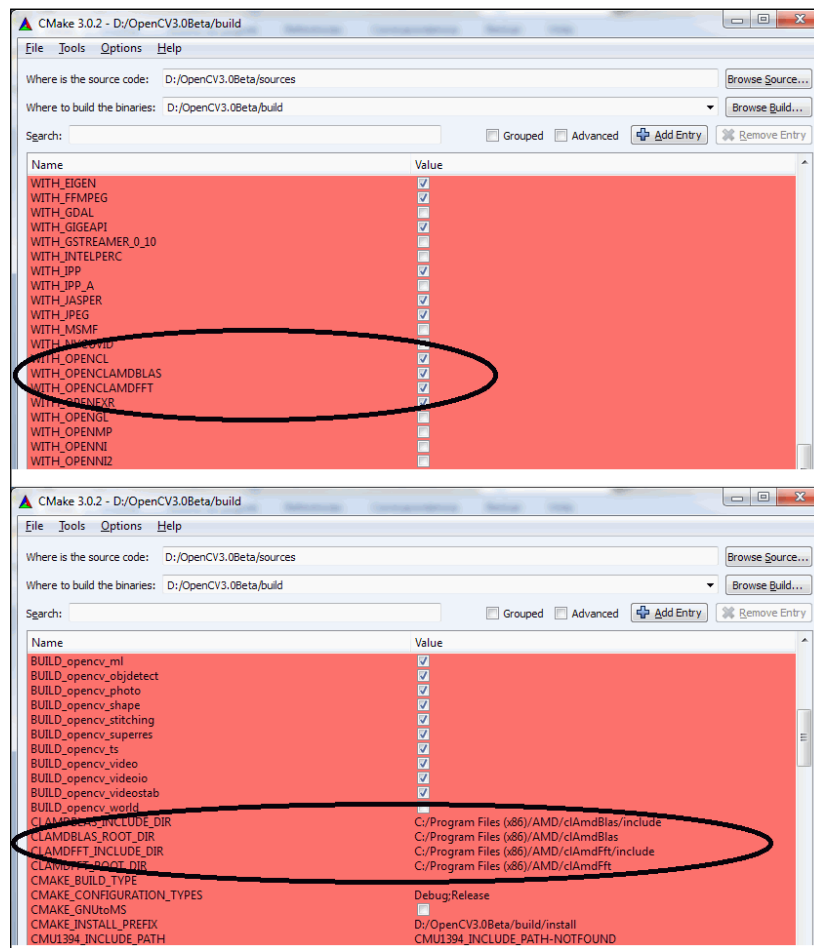 CMake 3.0.2 - D:/OpenCV3.0Beta/build
File Tools Options Help
Where is the source code: D:/OpenCV3.0Beta/sources Browse Source...
Where to build the binaries: D:/OpenCV3.0Beta/build Browse Build...
Search: Grouped Advanced Add Entry Remove Entry
Name Value
WITH_EIGEN
WITH_FFMPEG
WITH_GDAL
WITH_GIGEAPI
WITH_GSTREAMER_0_10
WITH_INTELPERC
WITH_IPP
WITH_IPP_A
WITH_JASPER
WITH_JPEG
WITH_MSMF
WITH_NVCUVID
WITH_OPENCL
WITH_OPENCLAMDBLAS
WITH_OPENCLAMDFFT
WITH_OPENEXR
WITH_OPENGL
WITH_OPENMP
WITH_OPENNI
WITH_OPENNI2
CMake 3.0.2 - D:/OpenCV3.0Beta/build
File Tools Options Help
Where is the source code: D:/OpenCV3.0Beta/sources Browse Source...
Where to build the binaries: D:/OpenCV3.0Beta/build Browse Build...
Search: Grouped Advanced Add Entry Remove Entry
Name Value
BUILD_opencv_ml
BUILD_opencv_objdetect
BUILD_opencv_photo
BUILD_opencv_shape
BUILD_opencv_stitching
BUILD_opencv_superres
BUILD_opencv_ts
BUILD_opencv_video
BUILD_opencv_videoio
BUILD_opencv_videostab
BUILD_opencv_world
CLAMDBLAS_INCLUDE_DIR C:/Program Files (x86)/AMD/clAmdBlas/include
CLAMDBLAS_ROOT_DIR C:/Program Files (x86)/AMD/clAmdBlas
CLAMDFFT_INCLUDE_DIR C:/Program Files (x86)/AMD/clAmdFft/include
CLAMDFFT_ROOT_DIR C:/Program Files (x86)/AMD/clAmdFft
CMAKE_BUILD_TYPE
CMAKE_CONFIGURATION_TYPES Debug;Release
CMAKE_GNUtoMS
CMAKE_INSTALL_PREFIX D:/OpenCV3.0Beta/build/install
CMU1394_INCLUDE_PATH CMU1394_INCLUDE_PATH-NOTFOUND